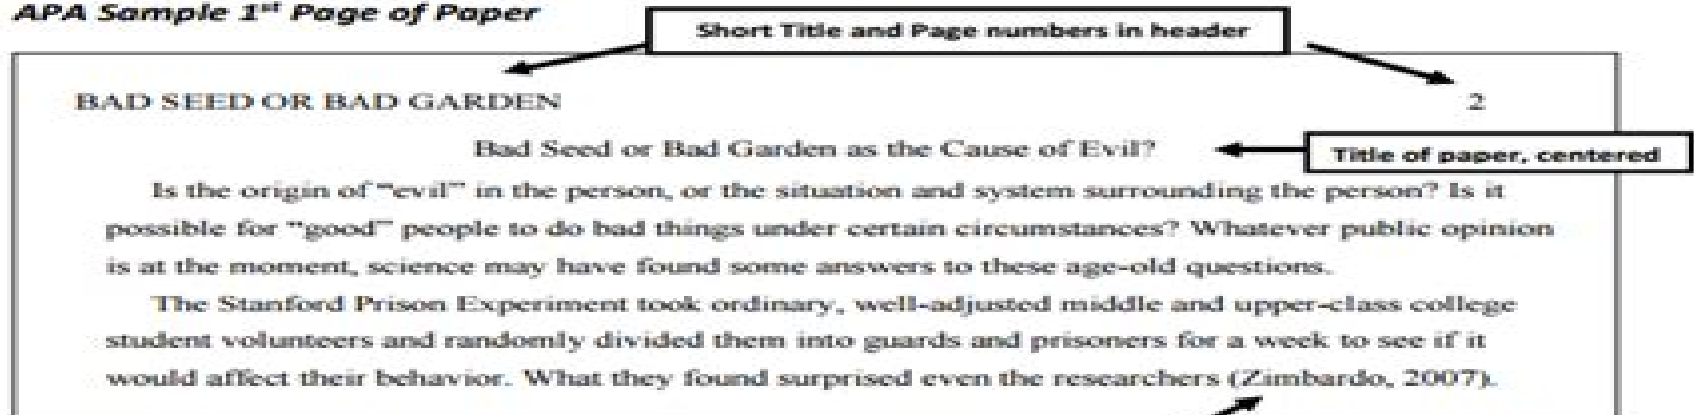 APA Sample 1st Page of Paper
Short Title and Page numbers in header
BAD SEED OR BAD GARDEN 2
Bad Seed or Bad Garden as the Cause of Evil?
Title of paper, centered
Is the origin of “evil” in the person, or the situation and system surrounding the person? Is it
possible for “good” people to do bad things under certain circumstances? Whatever public opinion
is at the moment, science may have found some answers to these age-old questions.
The Stanford Prison Experiment took ordinary, well-adjusted middle and upper-class college
student volunteers and randomly divided them into guards and prisoners for a week to see if it
would affect their behavior. What they found surprised even the researchers (Zimbardo, 2007).